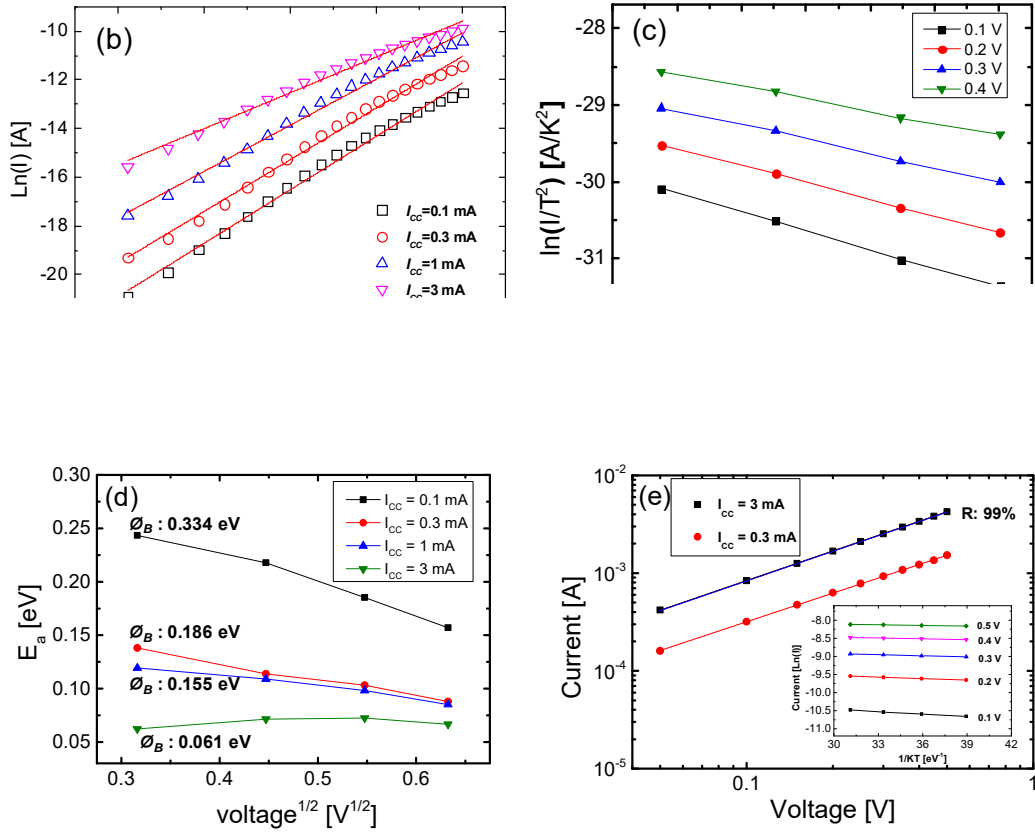 (b)
Ln(I) [A]
-10
-12
-14
-16
-18
-20
I_CC=0.1 mA
I_CC=0.3 mA
I_CC=1 mA
I_CC=3 mA
(c)
ln(I/T²) [A/K²]
-28
-29
-30
-31
0.1 V
0.2 V
0.3 V
0.4 V
(d)
E_a [eV]
0.30
0.25
0.20
0.15
0.10
0.05
I_CC = 0.1 mA
I_CC = 0.3 mA
I_CC = 1 mA
I_CC = 3 mA
Ø_B : 0.334 eV
Ø_B : 0.186 eV
Ø_B : 0.155 eV
Ø_B : 0.061 eV
0.3 0.4 0.5 0.6
voltage^1/2 [V^1/2]
(e)
Current [A]
10⁻²
10⁻³
10⁻⁴
10⁻⁵
I_CC = 3 mA
I_CC = 0.3 mA
R: 99%
Current [Ln(I)]
-8.0
-8.5
-9.0
-9.5
-10.0
-10.5
-11.0
0.5 V
0.4 V
0.3 V
0.2 V
0.1 V
30 33 36 39 42
1/KT [eV⁻¹]
0.1 1
Voltage [V]